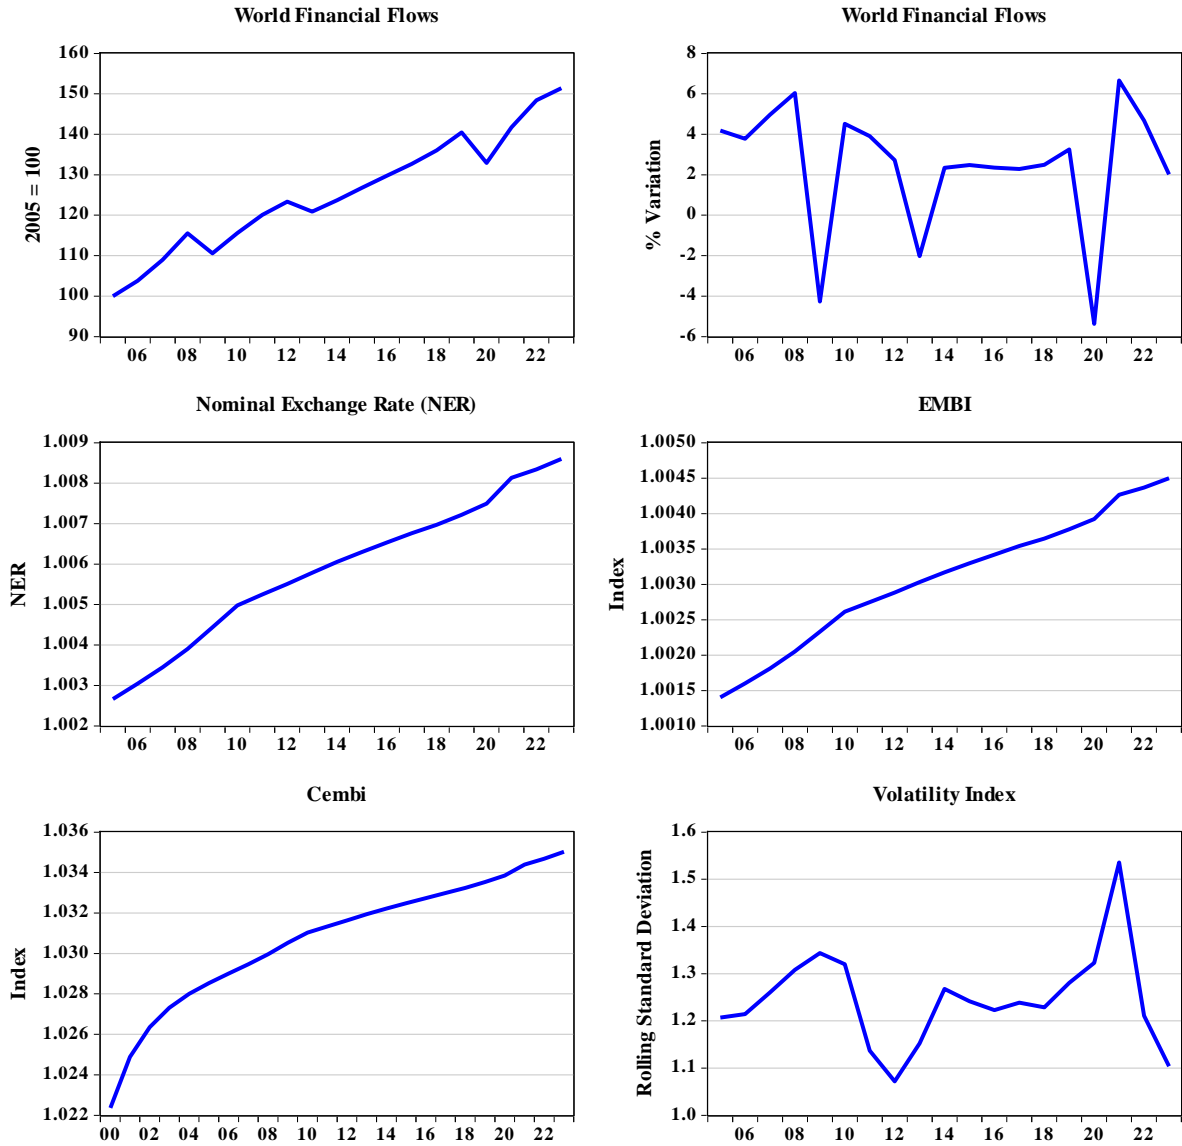 World Financial Flows
2005 = 100
160
150
140
130
120
110
100
90
06 08 10 12 14 16 18 20 22
World Financial Flows
% Variation
8
6
4
2
0
-2
-4
-6
06 08 10 12 14 16 18 20 22
Nominal Exchange Rate (NER)
NER
1.009
1.008
1.007
1.006
1.005
1.004
1.003
1.002
06 08 10 12 14 16 18 20 22
EMBI
Index
1.0050
1.0045
1.0040
1.0035
1.0030
1.0025
1.0020
1.0015
1.0010
06 08 10 12 14 16 18 20 22
Cembi
Index
1.036
1.034
1.032
1.030
1.028
1.026
1.024
1.022
00 02 04 06 08 10 12 14 16 18 20 22
Volatility Index
Rolling Standard Deviation
1.6
1.5
1.4
1.3
1.2
1.1
1.0
06 08 10 12 14 16 18 20 22